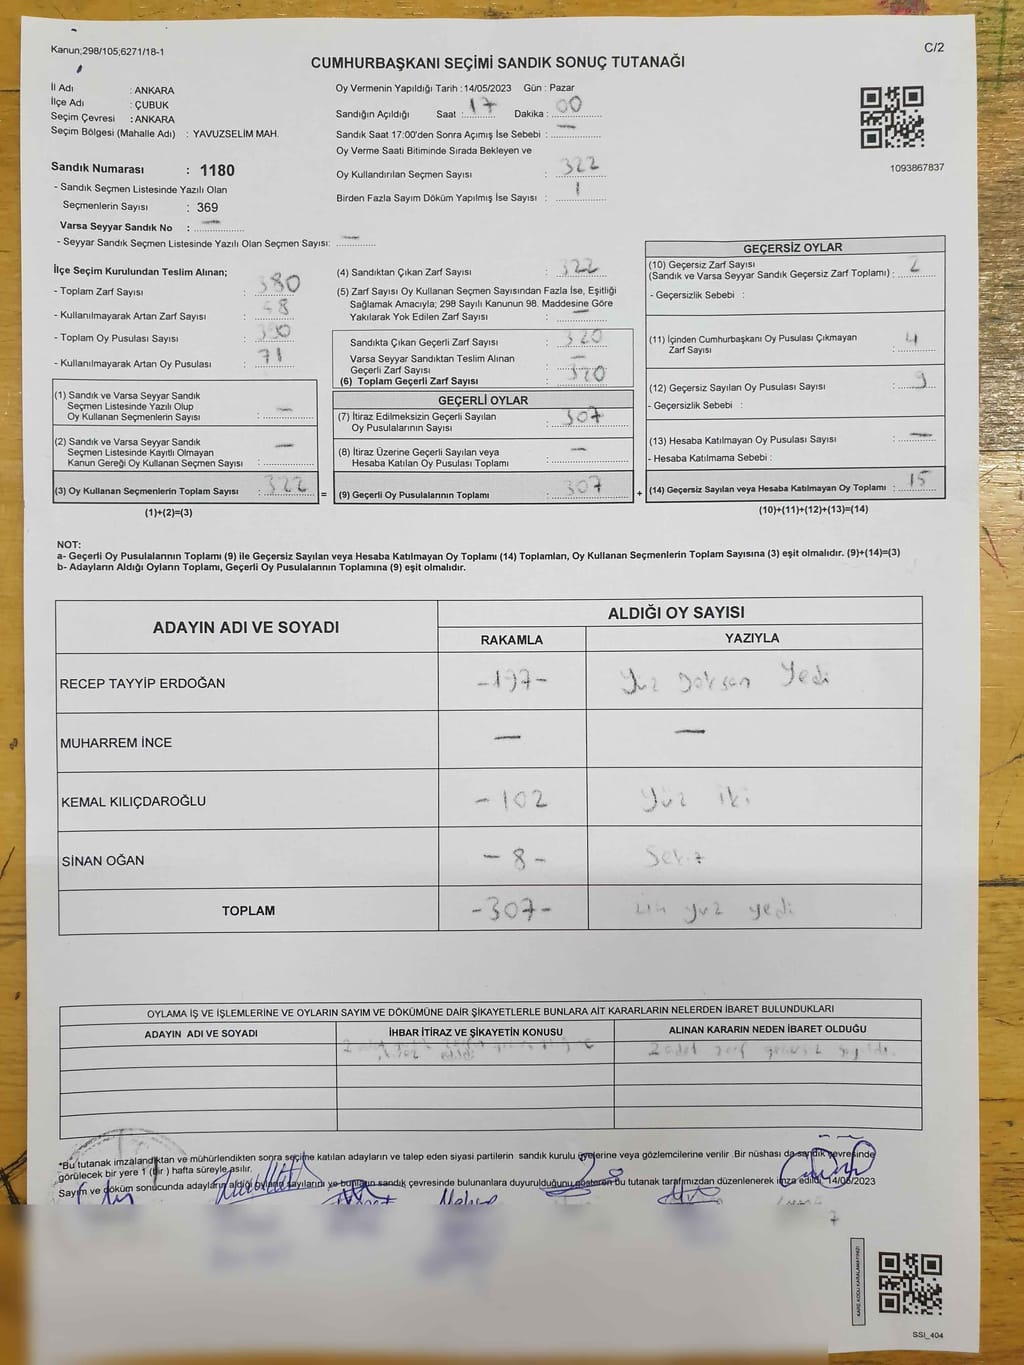 Kanun;298/105;6271/18-1
C/2
CUMHURBAŞKANI SEÇİMİ SANDIK SONUÇ TUTANAĞI
İl Adı : ANKARA
İlçe Adı : ÇUBUK
Seçim Çevresi : ANKARA
Seçim Bölgesi (Mahalle Adı) : YAVUZSELİM MAH.
Sandık Numarası : 1180
- Sandık Seçmen Listesinde Yazılı Olan
Seçmenlerin Sayısı : 369
Varsa Seyyar Sandık No : —
- Seyyar Sandık Seçmen Listesinde Yazılı Olan Seçmen Sayısı: —
Oy Vermenin Yapıldığı Tarih : 14/05/2023 Gün : Pazar
Sandığın Açıldığı Saat : 17 Dakika : 00
Sandık Saat 17:00'den Sonra Açımış İse Sebebi : —
Oy Verme Saati Bitiminde Sırada Bekleyen ve
Oy Kullandırılan Seçmen Sayısı : 322
Birden Fazla Sayım Döküm Yapılmış İse Sayısı : 1
1093867837
İlçe Seçim Kurulundan Teslim Alınan;
- Toplam Zarf Sayısı : 380
- Kullanılmayarak Artan Zarf Sayısı : 58
- Toplam Oy Pusulası Sayısı : 390
- Kullanılmayarak Artan Oy Pusulası : 71
(1) Sandık ve Varsa Seyyar Sandık
Seçmen Listesinde Yazılı Olup
Oy Kullanan Seçmenlerin Sayısı : —
(2) Sandık ve Varsa Seyyar Sandık
Seçmen Listesinde Kayıtlı Olmayan
Kanun Gereği Oy Kullanan Seçmen Sayısı : —
(3) Oy Kullanan Seçmenlerin Toplam Sayısı : 322
(1)+(2)=(3)
=
(4) Sandıktan Çıkan Zarf Sayısı : 322
(5) Zarf Sayısı Oy Kullanan Seçmen Sayısından Fazla İse, Eşitliği
Sağlamak Amacıyla; 298 Sayılı Kanunun 98. Maddesine Göre
Yakılarak Yok Edilen Zarf Sayısı : —
Sandıkta Çıkan Geçerli Zarf Sayısı : 320
Varsa Seyyar Sandıktan Teslim Alınan
Geçerli Zarf Sayısı : —
(6) Toplam Geçerli Zarf Sayısı : 320
GEÇERLİ OYLAR
(7) İtiraz Edilmeksizin Geçerli Sayılan
Oy Pusulalarının Sayısı : 307
(8) İtiraz Üzerine Geçerli Sayılan veya
Hesaba Katılan Oy Pusulası Toplamı : —
(9) Geçerli Oy Pusulalarının Toplamı : 307
+
GEÇERSİZ OYLAR
(10) Geçersiz Zarf Sayısı
(Sandık ve Varsa Seyyar Sandık Geçersiz Zarf Toplamı) : 2
- Geçersizlik Sebebi :
(11) İçinden Cumhurbaşkanı Oy Pusulası Çıkmayan
Zarf Sayısı : 4
(12) Geçersiz Sayılan Oy Pusulası Sayısı : 9
- Geçersizlik Sebebi :
(13) Hesaba Katılmayan Oy Pusulası Sayısı : —
- Hesaba Katılmama Sebebi :
(14) Geçersiz Sayılan veya Hesaba Katılmayan Oy Toplamı : 15
(10)+(11)+(12)+(13)=(14)
NOT:
a- Geçerli Oy Pusulalarının Toplamı (9) ile Geçersiz Sayılan veya Hesaba Katılmayan Oy Toplamı (14) Toplamları, Oy Kullanan Seçmenlerin Toplam Sayısına (3) eşit olmalıdır. (9)+(14)=(3)
b- Adayların Aldığı Oyların Toplamı, Geçerli Oy Pusulalarının Toplamına (9) eşit olmalıdır.
ADAYIN ADI VE SOYADI
ALDIĞI OY SAYISI
RAKAMLA YAZIYLA
RECEP TAYYİP ERDOĞAN -197- Yüz Doksan Yedi
MUHARREM İNCE — —
KEMAL KILIÇDAROĞLU -102 Yüz iki
SİNAN OĞAN -8- Sekiz
TOPLAM -307- yüz yedi
OYLAMA İŞ VE İŞLEMLERİNE VE OYLARIN SAYIM VE DÖKÜMÜNE DAİR ŞİKAYETLERLE BUNLARA AİT KARARLARIN NELERDEN İBARET BULUNDUKLARI
ADAYIN ADI VE SOYADI İHBAR İTİRAZ VE ŞİKAYETİN KONUSU ALINAN KARARIN NEDEN İBARET OLDUĞU
2 adet zarf
*Bu tutanak imzalandıktan ve mühürlendikten sonra seçime katılan adayların ve talep eden siyasi partilerin sandık kurulu üyelerine veya gözlemcilerine verilir .Bir nüshası da sandık çevresinde
görülecek bir yere 1 (bir ) hafta süreyle asılır.
Sayım ve döküm sonucunda adayların aldığı oyların sayılarını ve bunların sandık çevresinde bulunanlara duyurulduğunu gösteren bu tutanak tarafımızdan düzenlenerek imza edildi. 14/05/2023
KARE KODU KARALAMAYINIZ!
SSI_404